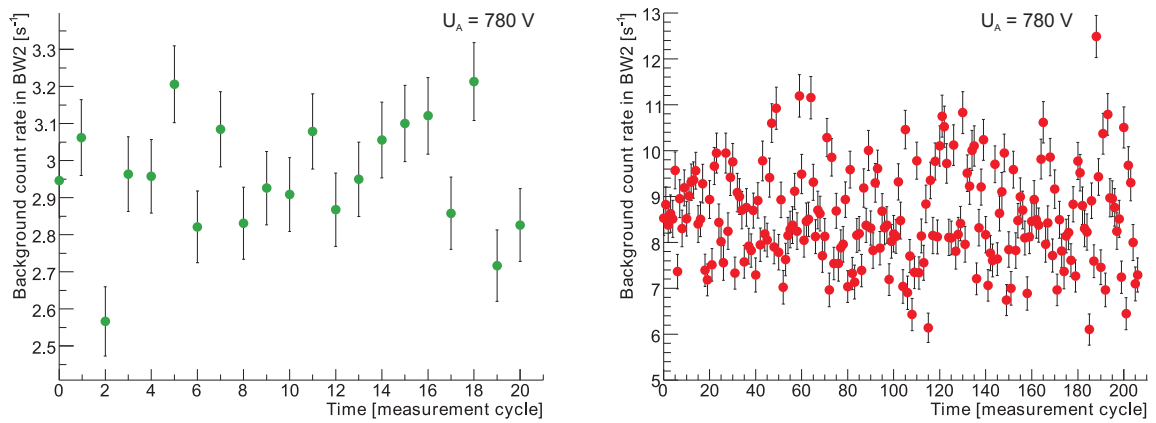 U_A = 780 V
Background count rate in BW2 [s⁻¹]
3.3
3.2
3.1
3
2.9
2.8
2.7
2.6
2.5
0 2 4 6 8 10 12 14 16 18 20
Time [measurement cycle]
U_A = 780 V
Background count rate in BW2 [s⁻¹]
13
12
11
10
9
8
7
6
5
0 20 40 60 80 100 120 140 160 180 200
Time [measurement cycle]